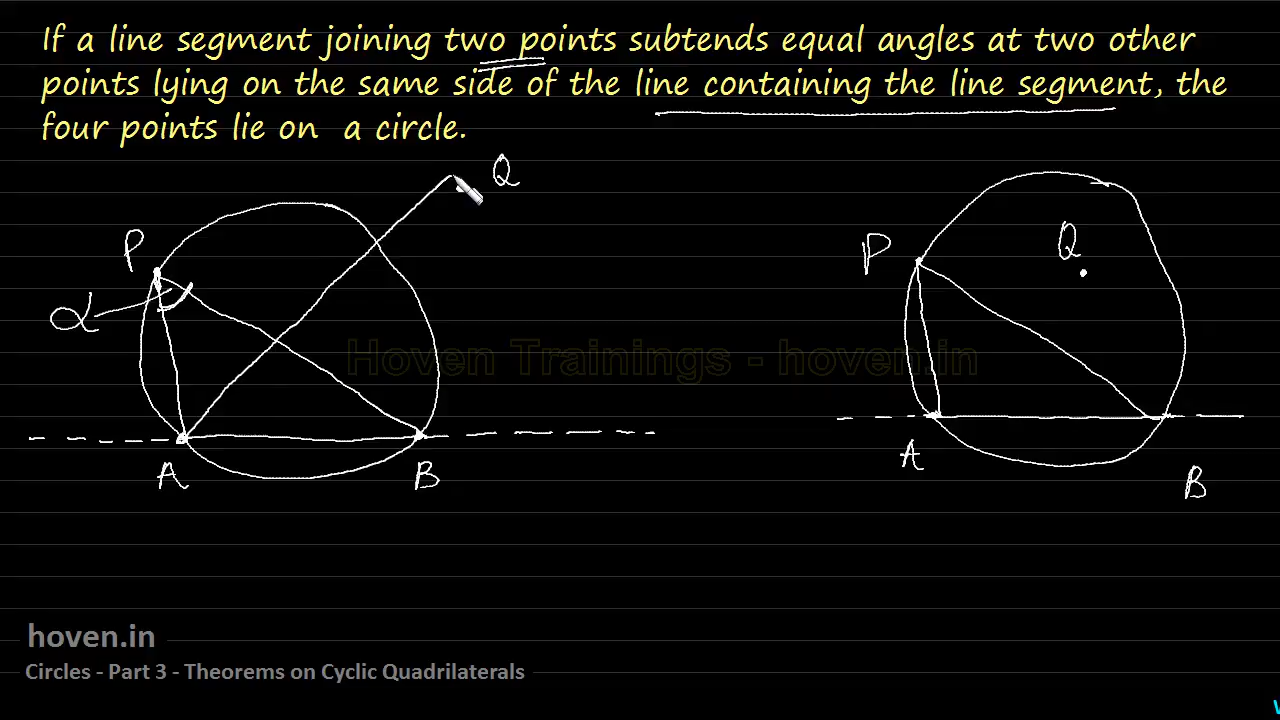 If a line segment joining two points subtends equal angles at two other
points lying on the same side of the line containing the line segment, the
four points lie on a circle.
Q
P
α
A
B
P
Q
A
B
Hoven Trainings - hoven.in
hoven.in
Circles - Part 3 - Theorems on Cyclic Quadrilaterals